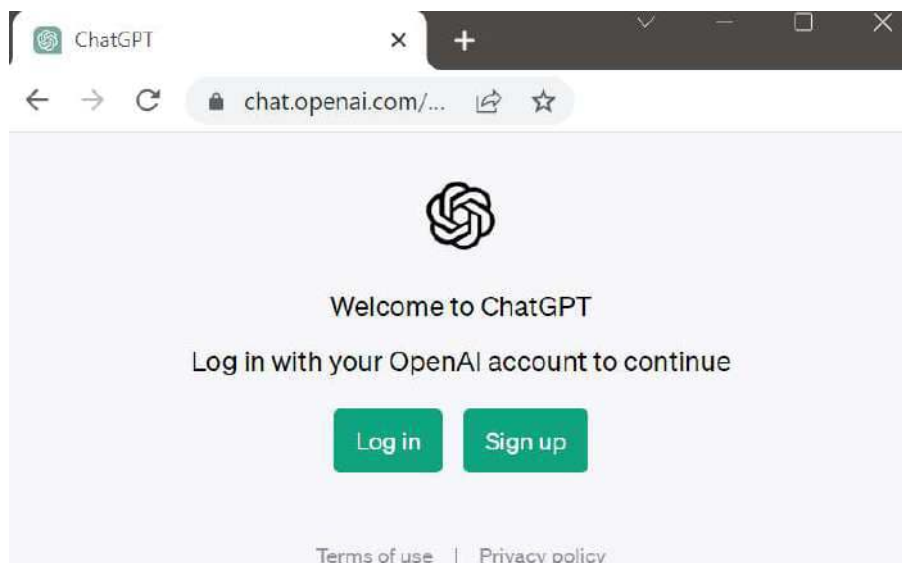 ChatGPT
chat.openai.com/...
Welcome to ChatGPT
Log in with your OpenAI account to continue
Log in Sign up
Terms of use | Privacy policy